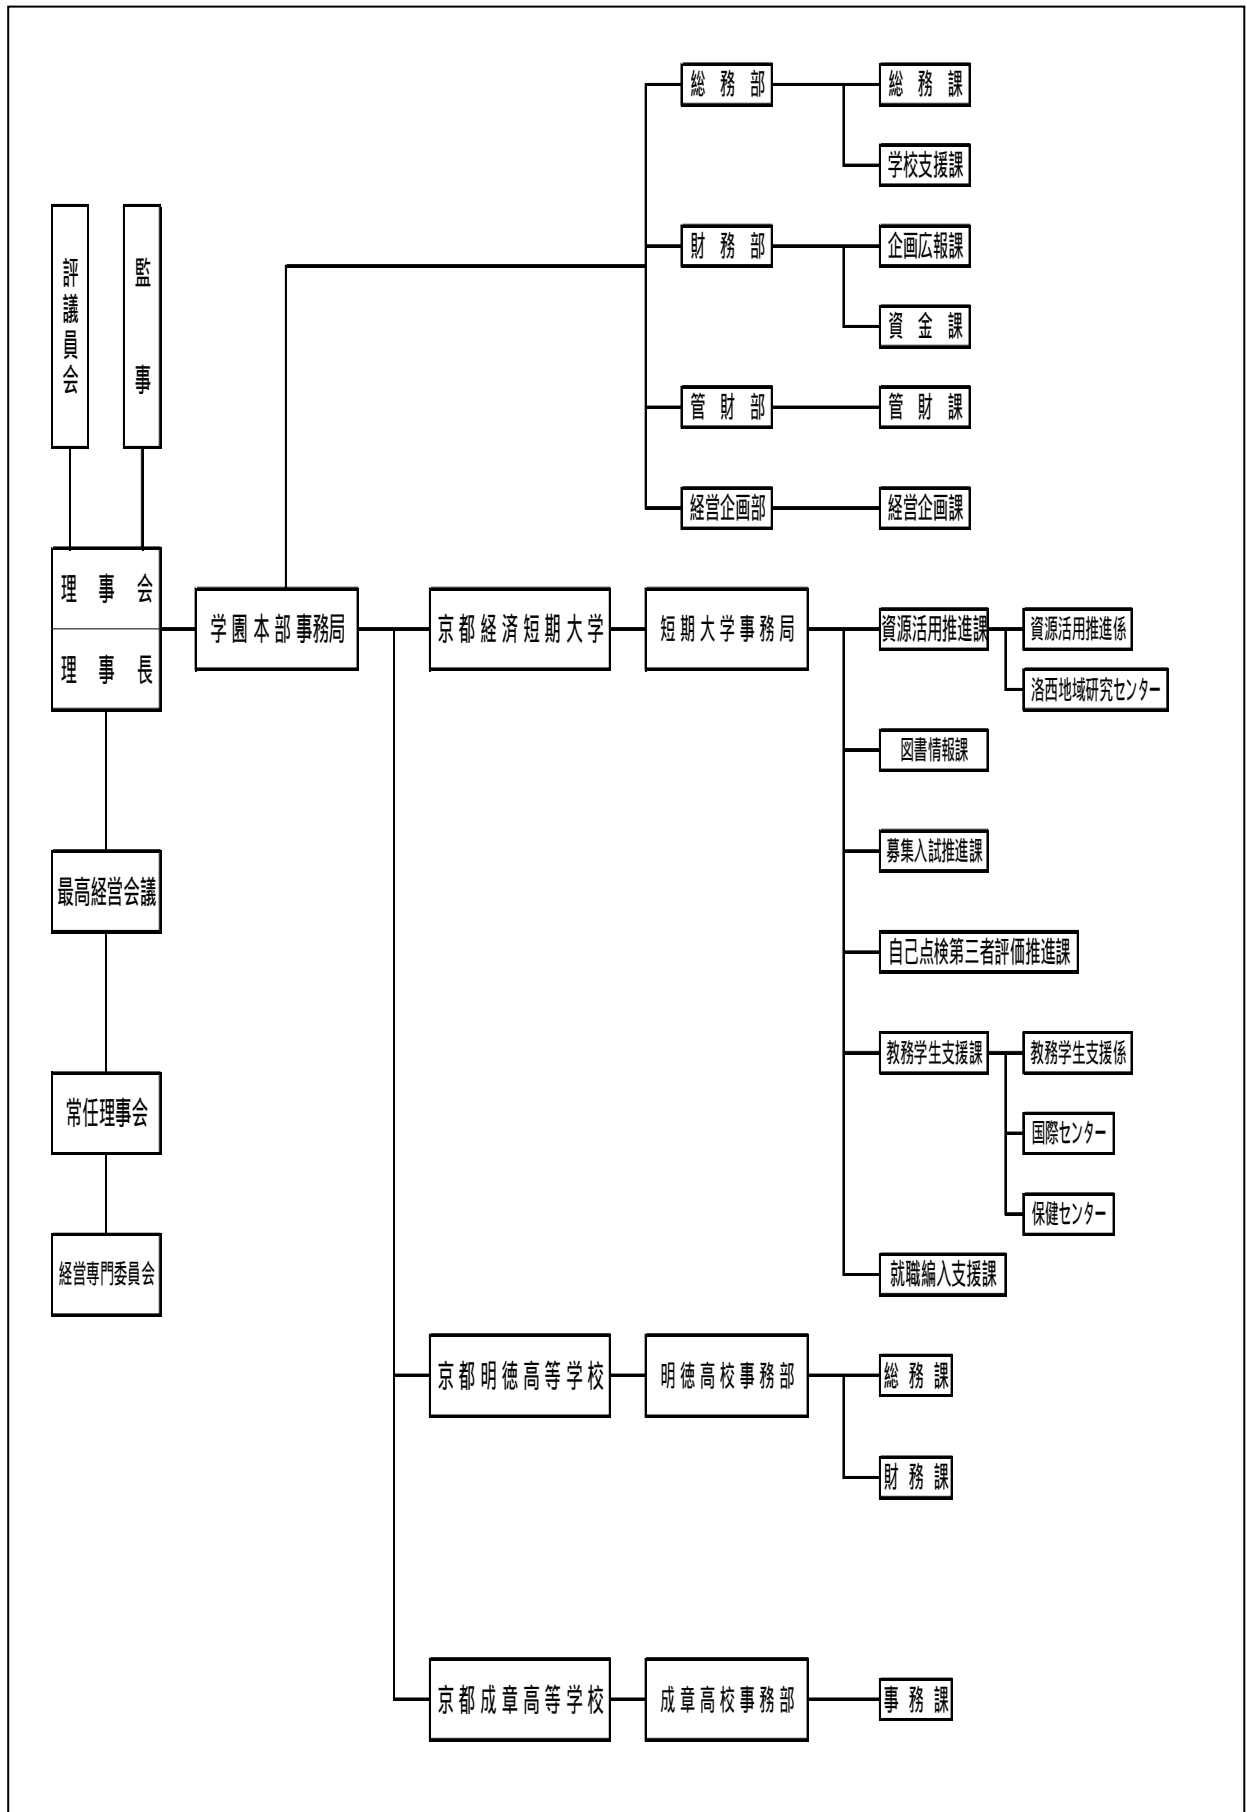 総務部
総務課
学校支援課
評議員会
監事
財務部
企画広報課
資金課
管財部
管財課
経営企画部
経営企画課
理事会
理事長
学園本部事務局
京都経済短期大学
短期大学事務局
資源活用推進課
資源活用推進係
洛西地域研究センター
図書情報課
募集入試推進課
最高経営会議
自己点検第三者評価推進課
教務学生支援課
教務学生支援係
国際センター
保健センター
常任理事会
経営専門委員会
就職編入支援課
京都明徳高等学校
明徳高校事務部
総務課
財務課
京都成章高等学校
成章高校事務部
事務課